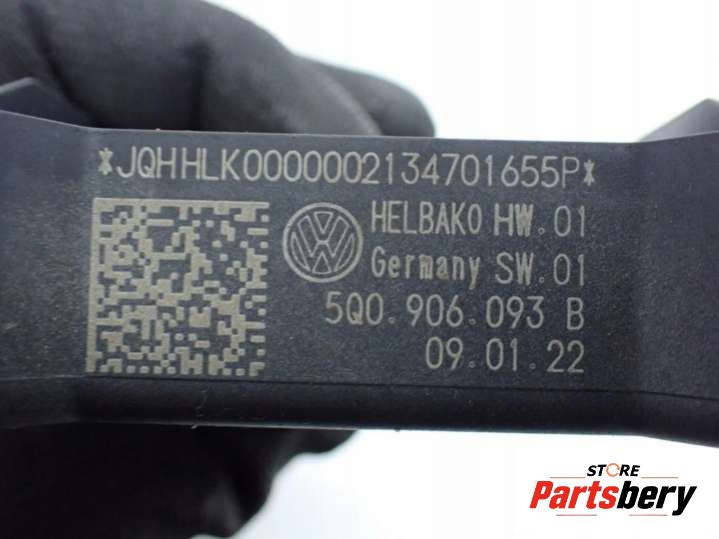 *JQHHLK0000002134701655P*
HELBAKO HW.01
Germany SW.01
5Q0.906.093 B
09.01.22
STORE
Partsbery